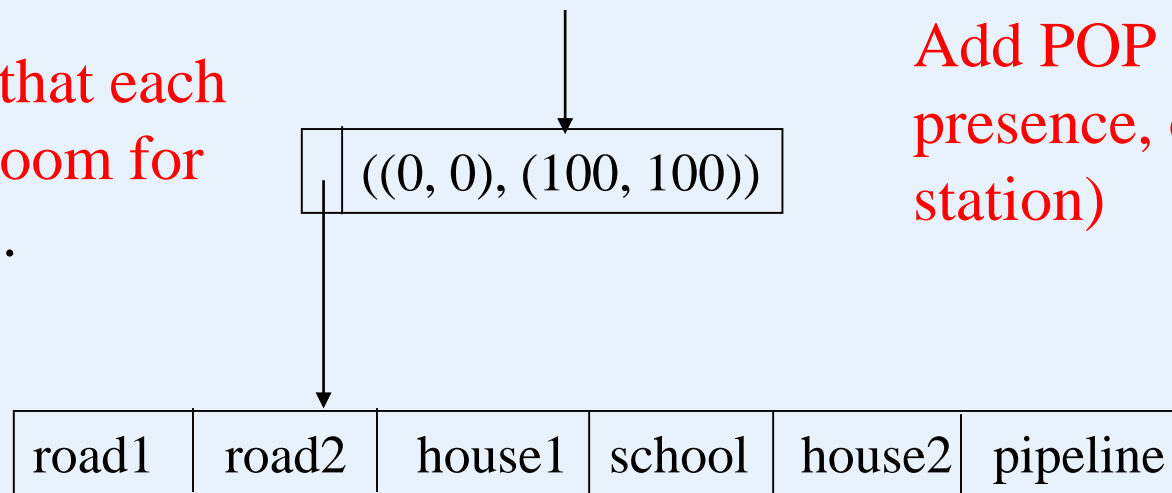 that each
oom for
.
((0, 0), (100, 100))
Add POP
presence,
station)
road1 road2 house1 school house2 pipeline